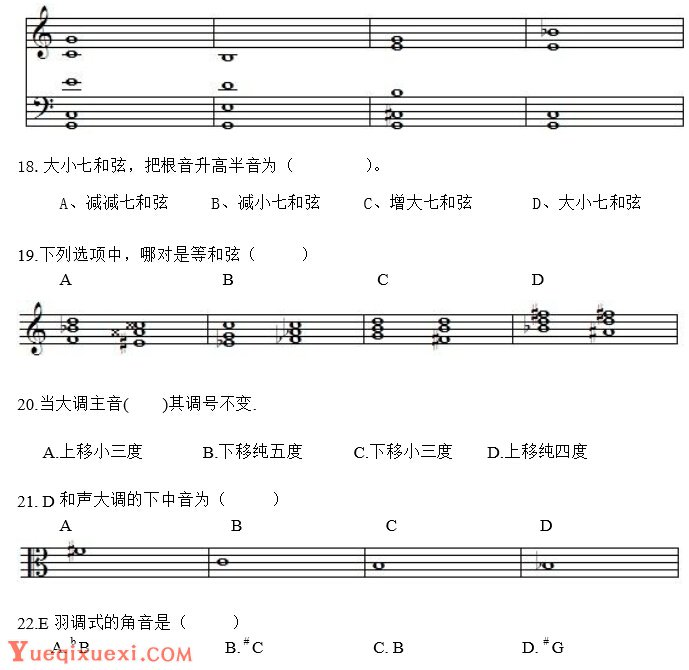 18. 大小七和弦，把根音升高半音为（ ）。
A、减减七和弦 B、减小七和弦 C、增大七和弦 D、大小七和弦
19.下列选项中，哪对是等和弦（ ）
A B C D
20.当大调主音( )其调号不变.
A.上移小三度 B.下移纯五度 C.下移小三度 D.上移纯四度
21. D 和声大调的下中音为（ ）
A B C D
22.E 羽调式的角音是（ ）
A ♭B B. #C C. B D. #G
Yueqixuexi.com